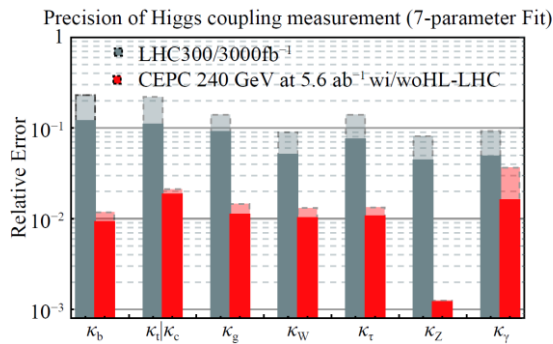 Precision of Higgs coupling measurement (7-parameter Fit)
1
LHC300/3000fb⁻¹
CEPC 240 GeV at 5.6 ab⁻¹ wi/woHL-LHC
10⁻¹
Relative Error
10⁻²
10⁻³
κb κt|κc κg κW κτ κZ κγ